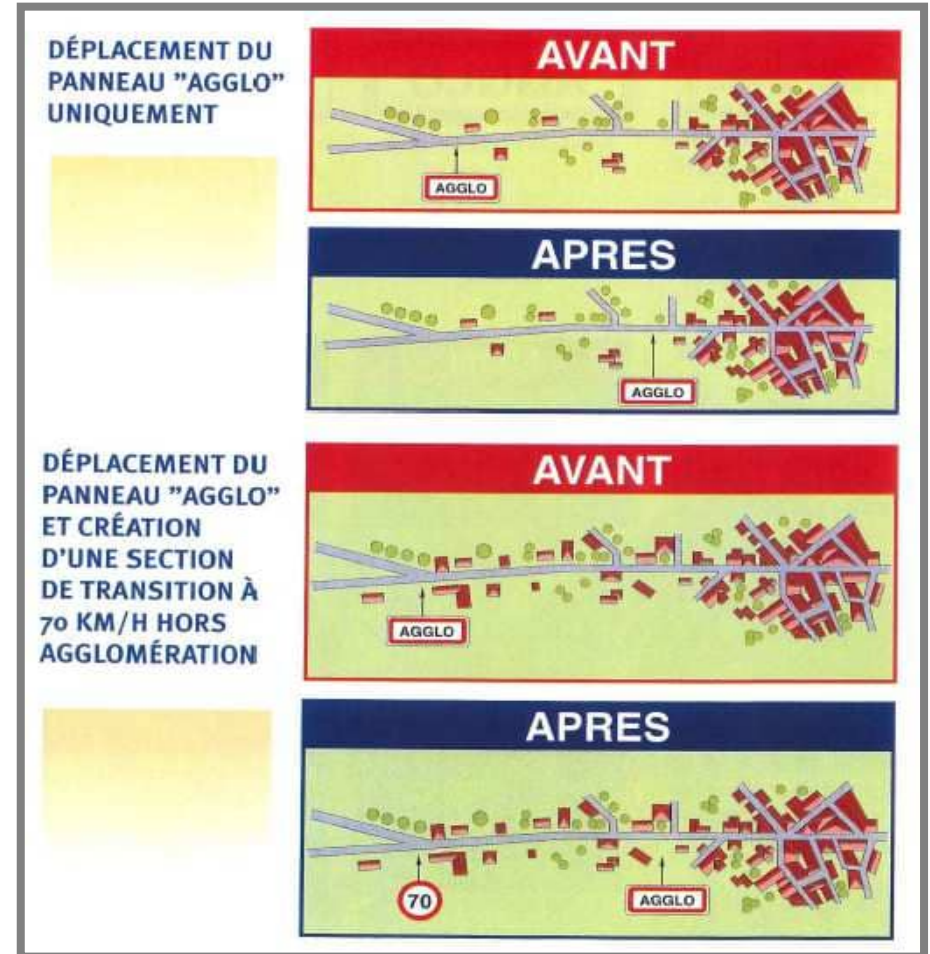 DÉPLACEMENT DU
PANNEAU ”AGGLO”
UNIQUEMENT
AVANT
AGGLO
APRES
AGGLO
DÉPLACEMENT DU
PANNEAU ”AGGLO”
ET CRÉATION
D'UNE SECTION
DE TRANSITION À
70 KM/H HORS
AGGLOMÉRATION
AVANT
AGGLO
APRES
70
AGGLO